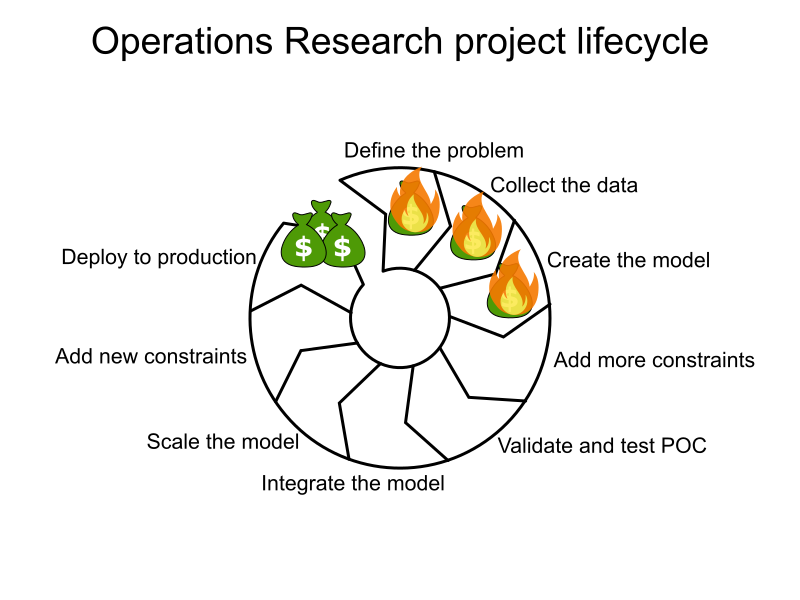 Operations Research project lifecycle
Define the problem
Collect the data
Create the model
Add more constraints
Validate and test POC
Integrate the model
Scale the model
Add new constraints
Deploy to production
$
$
$